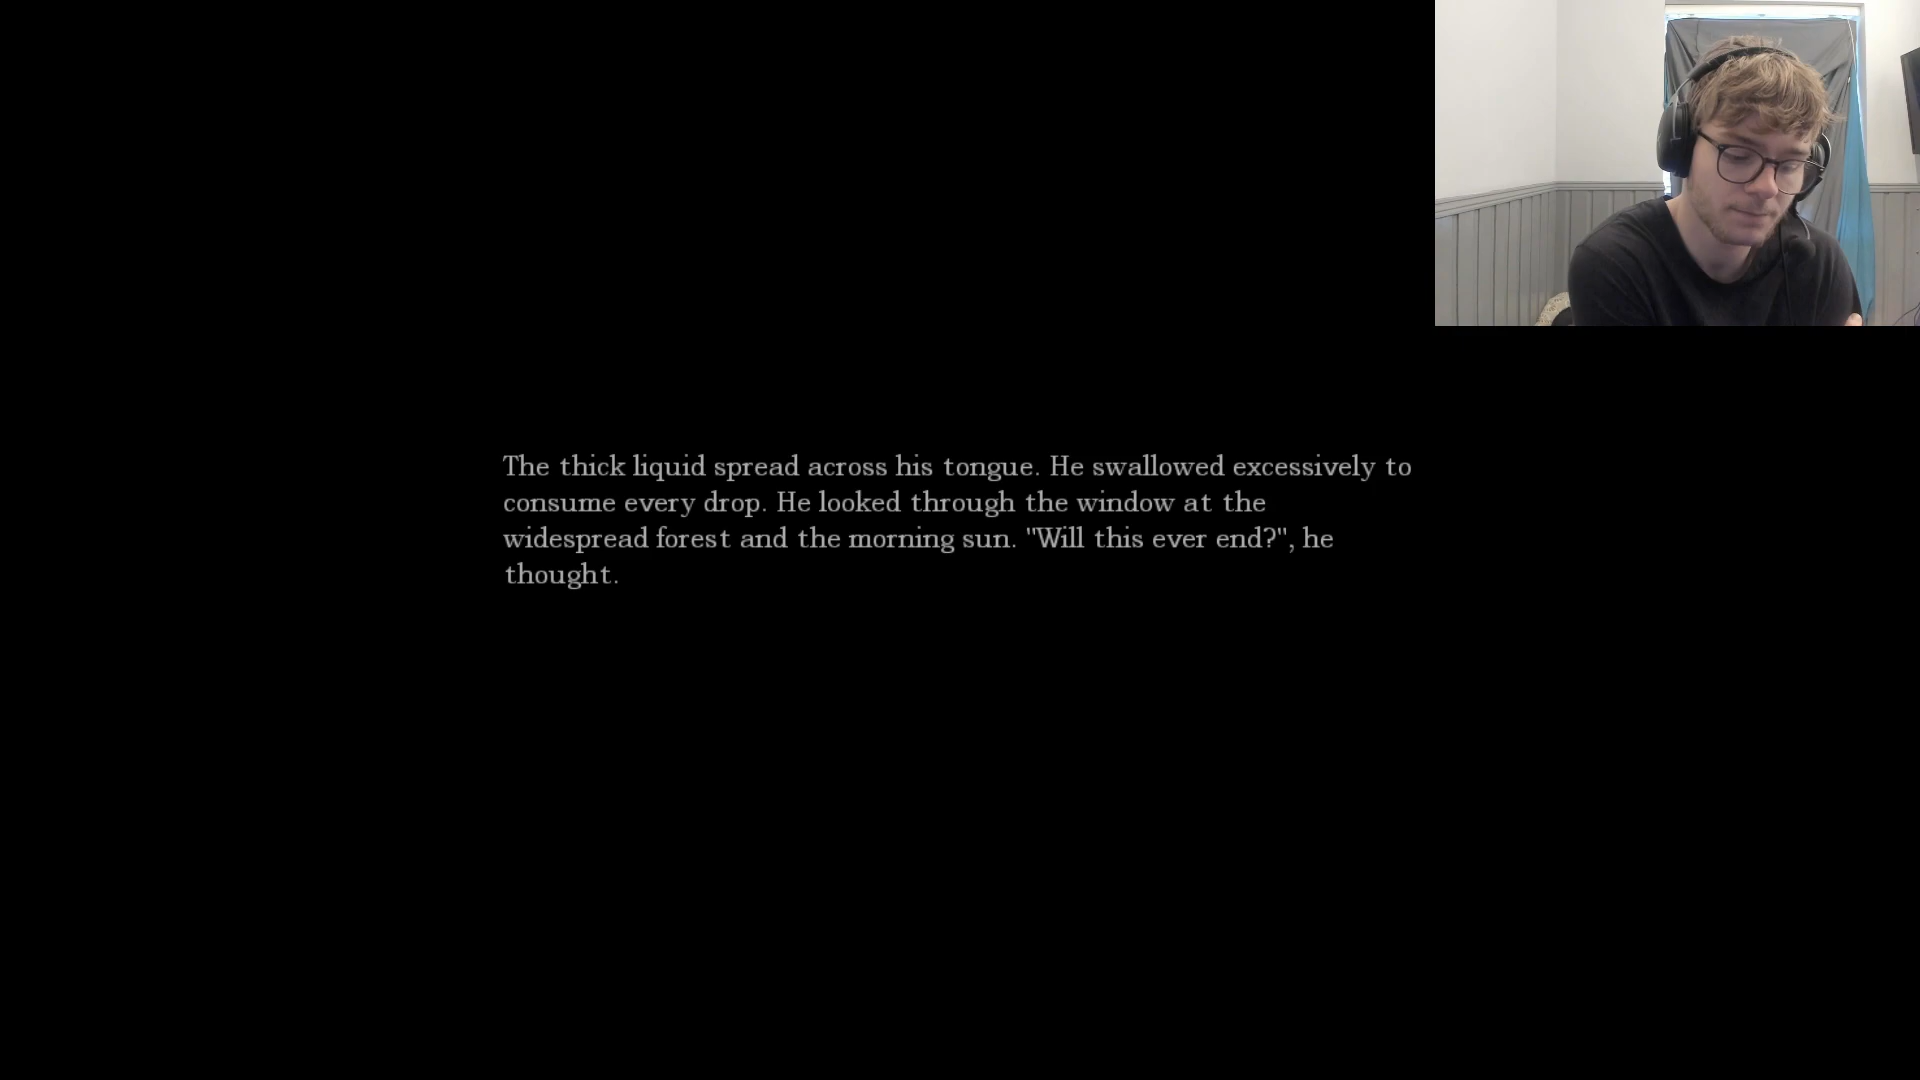 The thick liquid spread across his tongue. He swallowed excessively to
consume every drop. He looked through the window at the
widespread forest and the morning sun. "Will this ever end?", he
thought.